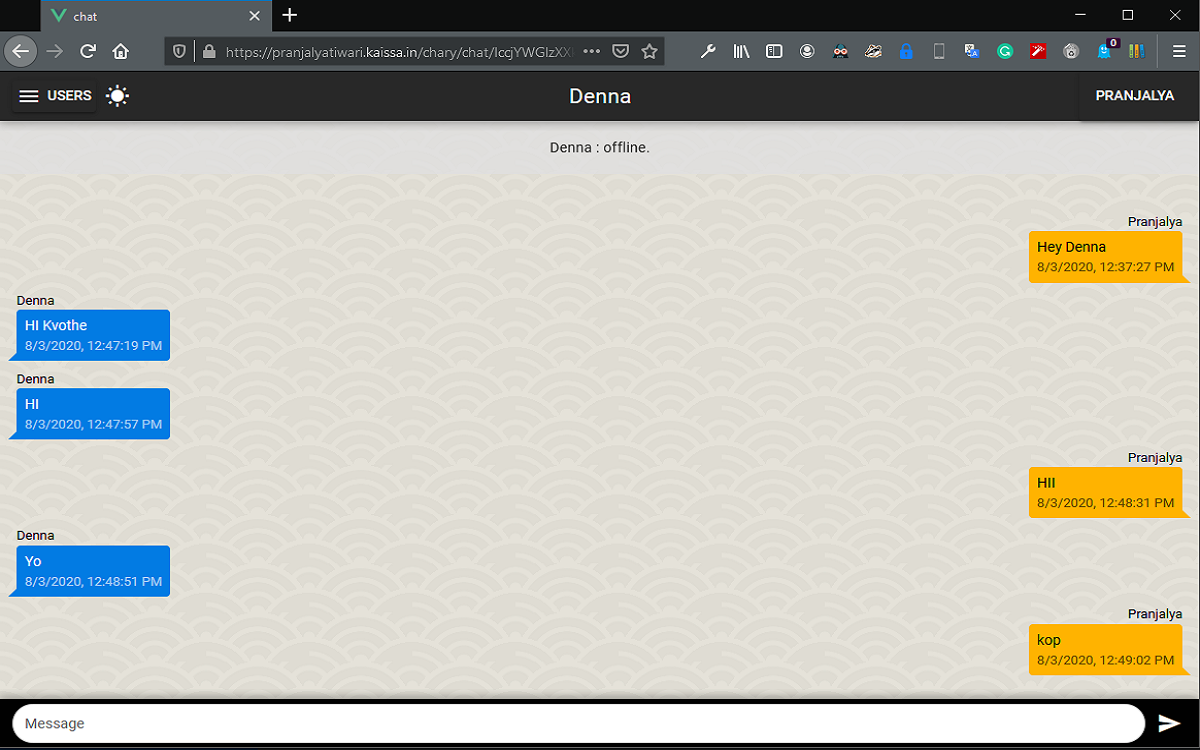 chat
https://pranjalyatiwari.kaissa.in/chary/chat/IccjYWGlzXX
0
USERS
Denna
PRANJALYA
Denna : offline.
Pranjalya
Hey Denna
8/3/2020, 12:37:27 PM
Denna
HI Kvothe
8/3/2020, 12:47:19 PM
Denna
HI
8/3/2020, 12:47:57 PM
Pranjalya
HII
8/3/2020, 12:48:31 PM
Denna
Yo
8/3/2020, 12:48:51 PM
Pranjalya
kop
8/3/2020, 12:49:02 PM
Message